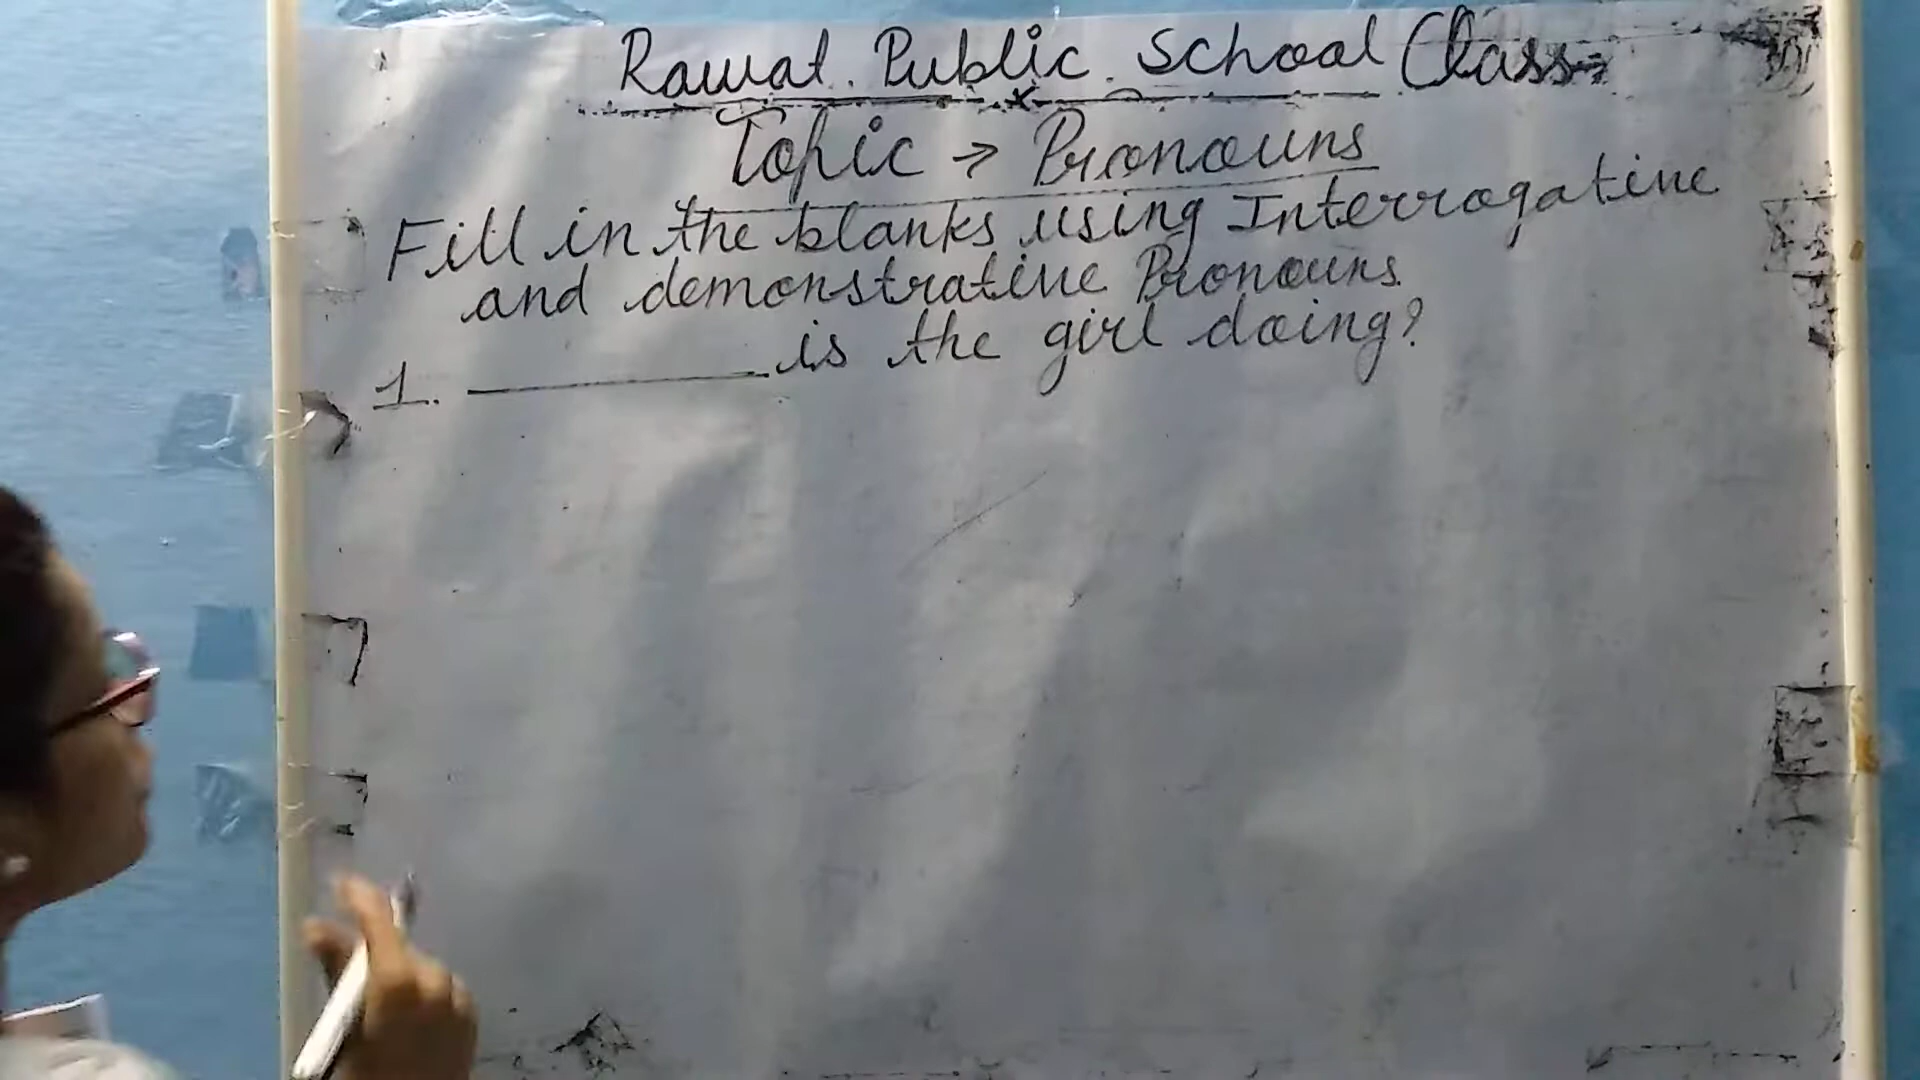 Rawat Public School Class
Topic → Pronouns
Fill in the blanks using Interrogative
and demonstrative Pronouns.
1. __________ is the girl doing?